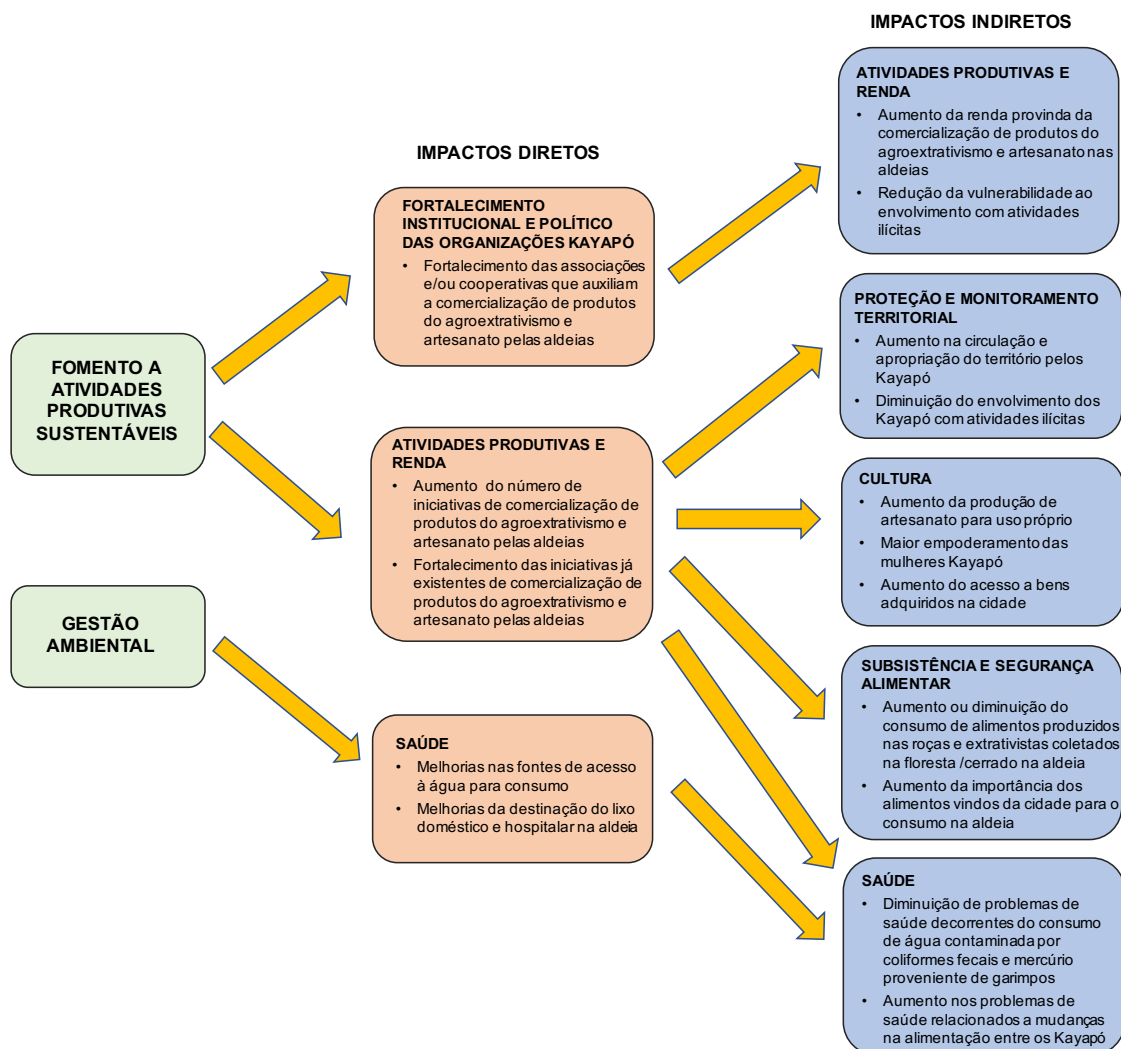 IMPACTOS INDIRETOS
IMPACTOS DIRETOS
FOMENTO A
ATIVIDADES
PRODUTIVAS
SUSTENTÁVEIS
GESTÃO
AMBIENTAL
FORTALECIMENTO
INSTITUCIONAL E POLÍTICO
DAS ORGANIZAÇÕES KAYAPÓ
• Fortalecimento das associações
e/ou cooperativas que auxiliam
a comercialização de produtos
do agroextrativismo e
artesanato pelas aldeias
ATIVIDADES PRODUTIVAS E
RENDA
• Aumento do número de
iniciativas de comercialização de
produtos do agroextrativismo e
artesanato pelas aldeias
• Fortalecimento das iniciativas já
existentes de comercialização de
produtos do agroextrativismo e
artesanato pelas aldeias
SAÚDE
• Melhorias nas fontes de acesso
à água para consumo
• Melhorias da destinação do lixo
doméstico e hospitalar na aldeia
ATIVIDADES PRODUTIVAS E
RENDA
• Aumento da renda provinda da
comercialização de produtos do
agroextrativismo e artesanato nas
aldeias
• Redução da vulnerabilidade ao
envolvimento com atividades
ilícitas
PROTEÇÃO E MONITORAMENTO
TERRITORIAL
• Aumento na circulação e
apropriação do território pelos
Kayapó
• Diminuição do envolvimento dos
Kayapó com atividades ilícitas
CULTURA
• Aumento da produção de
artesanato para uso próprio
• Maior empoderamento das
mulheres Kayapó
• Aumento do acesso a bens
adquiridos na cidade
SUBSISTÊNCIA E SEGURANÇA
ALIMENTAR
• Aumento ou diminuição do
consumo de alimentos produzidos
nas roças e extrativistas coletados
na floresta /cerrado na aldeia
• Aumento da importância dos
alimentos vindos da cidade para o
consumo na aldeia
SAÚDE
• Diminuição de problemas de
saúde decorrentes do consumo
de água contaminada por
coliformes fecais e mercúrio
proveniente de garimpos
• Aumento nos problemas de
saúde relacionados a mudanças
na alimentação entre os Kayapó